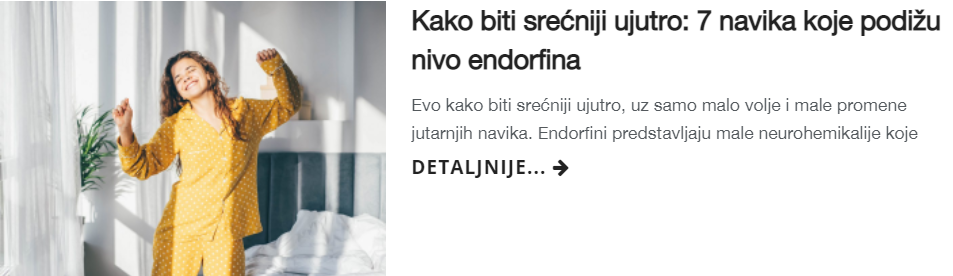 Kako biti srećniji ujutro: 7 navika koje podižu
nivo endorfina
Evo kako biti srećniji ujutro, uz samo malo volje i male promene
jutarnjih navika. Endorfini predstavljaju male neurohemikalije koje
DETALJNIJE... →